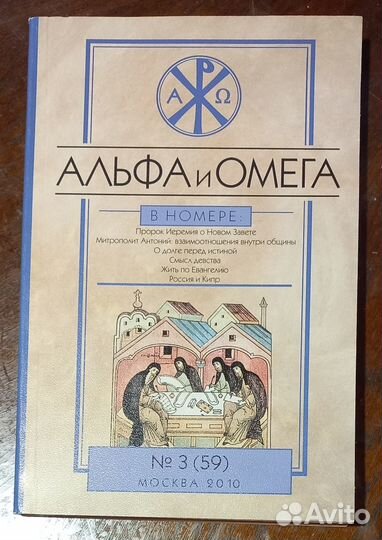 Α Ρ Ω
АЛЬФА и ОМЕГА
В НОМЕРЕ:
Пророк Иеремия о Новом Завете
Митрополит Антоний: взаимоотношения внутри общины
О долге перед истиной
Смысл девства
Жить по Евангелию
Россия и Кипр
№ 3 (59)
МОСКВА, 2010
Avito